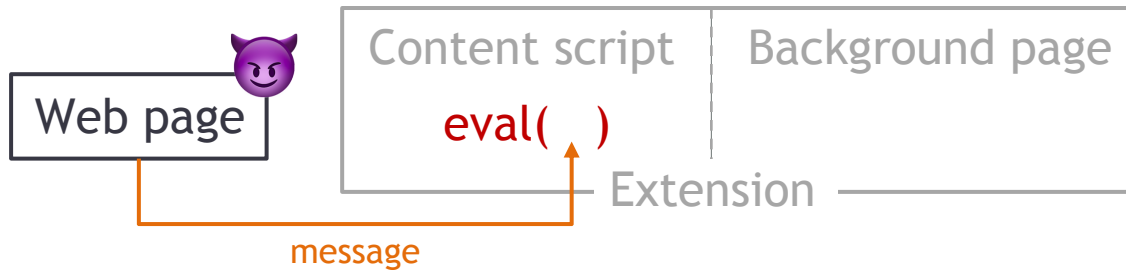 Content script
Background page
Web page
eval( )
Extension
message